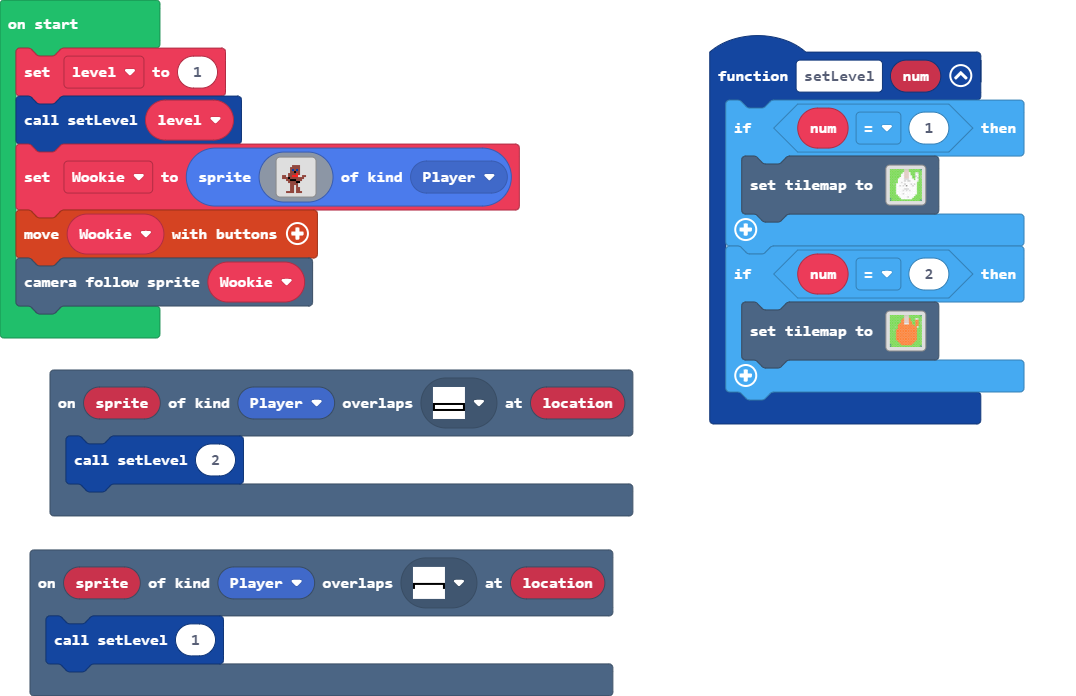 on start
set level to 1
call setLevel level
set Wookie to sprite of kind Player
move Wookie with buttons
camera follow sprite Wookie
on sprite of kind Player overlaps at location
call setLevel 2
on sprite of kind Player overlaps at location
call setLevel 1
function setLevel num
if num = 1 then
set tilemap to
if num = 2 then
set tilemap to